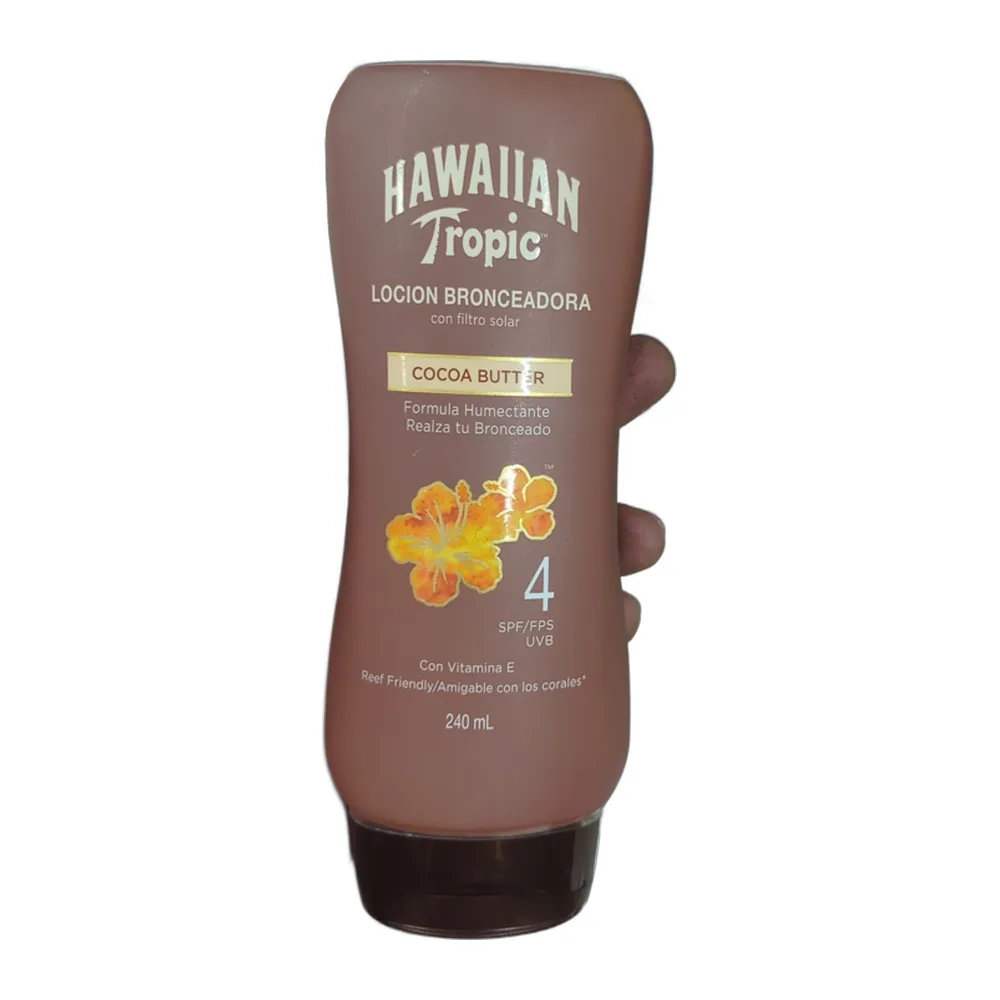 HAWAIIAN
Tropic™
LOCION BRONCEADORA
con filtro solar
COCOA BUTTER
Formula Humectante
Realza tu Bronceado
™
4
SPF/FPS
UVB
Con Vitamina E
Reef Friendly/Amigable con los corales*
240 mL